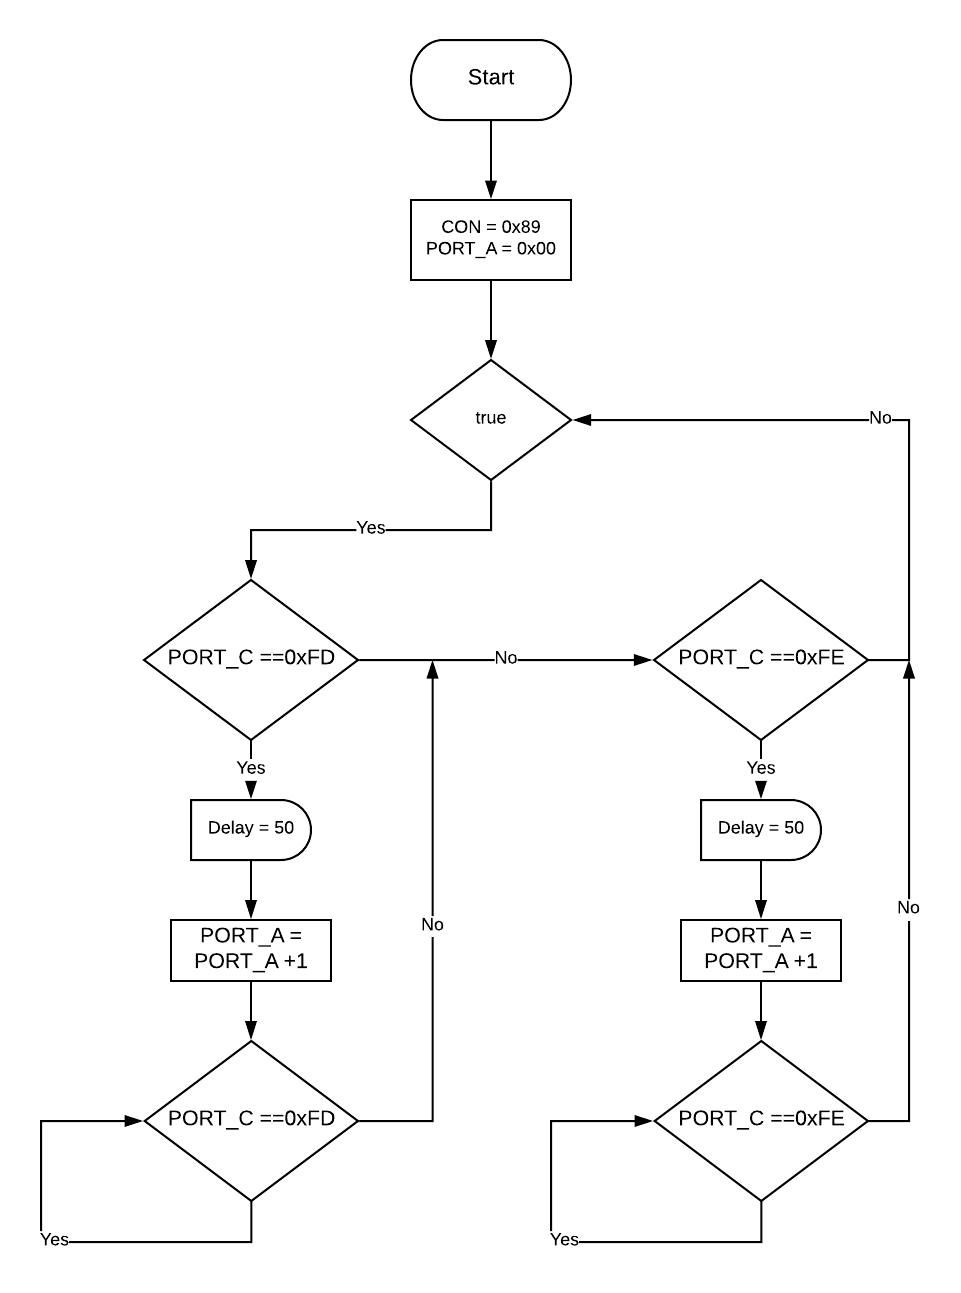 Start
CON = 0x89
PORT_A = 0x00
true
No
Yes
PORT_C ==0xFD
No
PORT_C ==0xFE
Yes
Yes
Delay = 50
Delay = 50
PORT_A =
PORT_A +1
No
PORT_A =
PORT_A +1
No
PORT_C ==0xFD
PORT_C ==0xFE
Yes
Yes